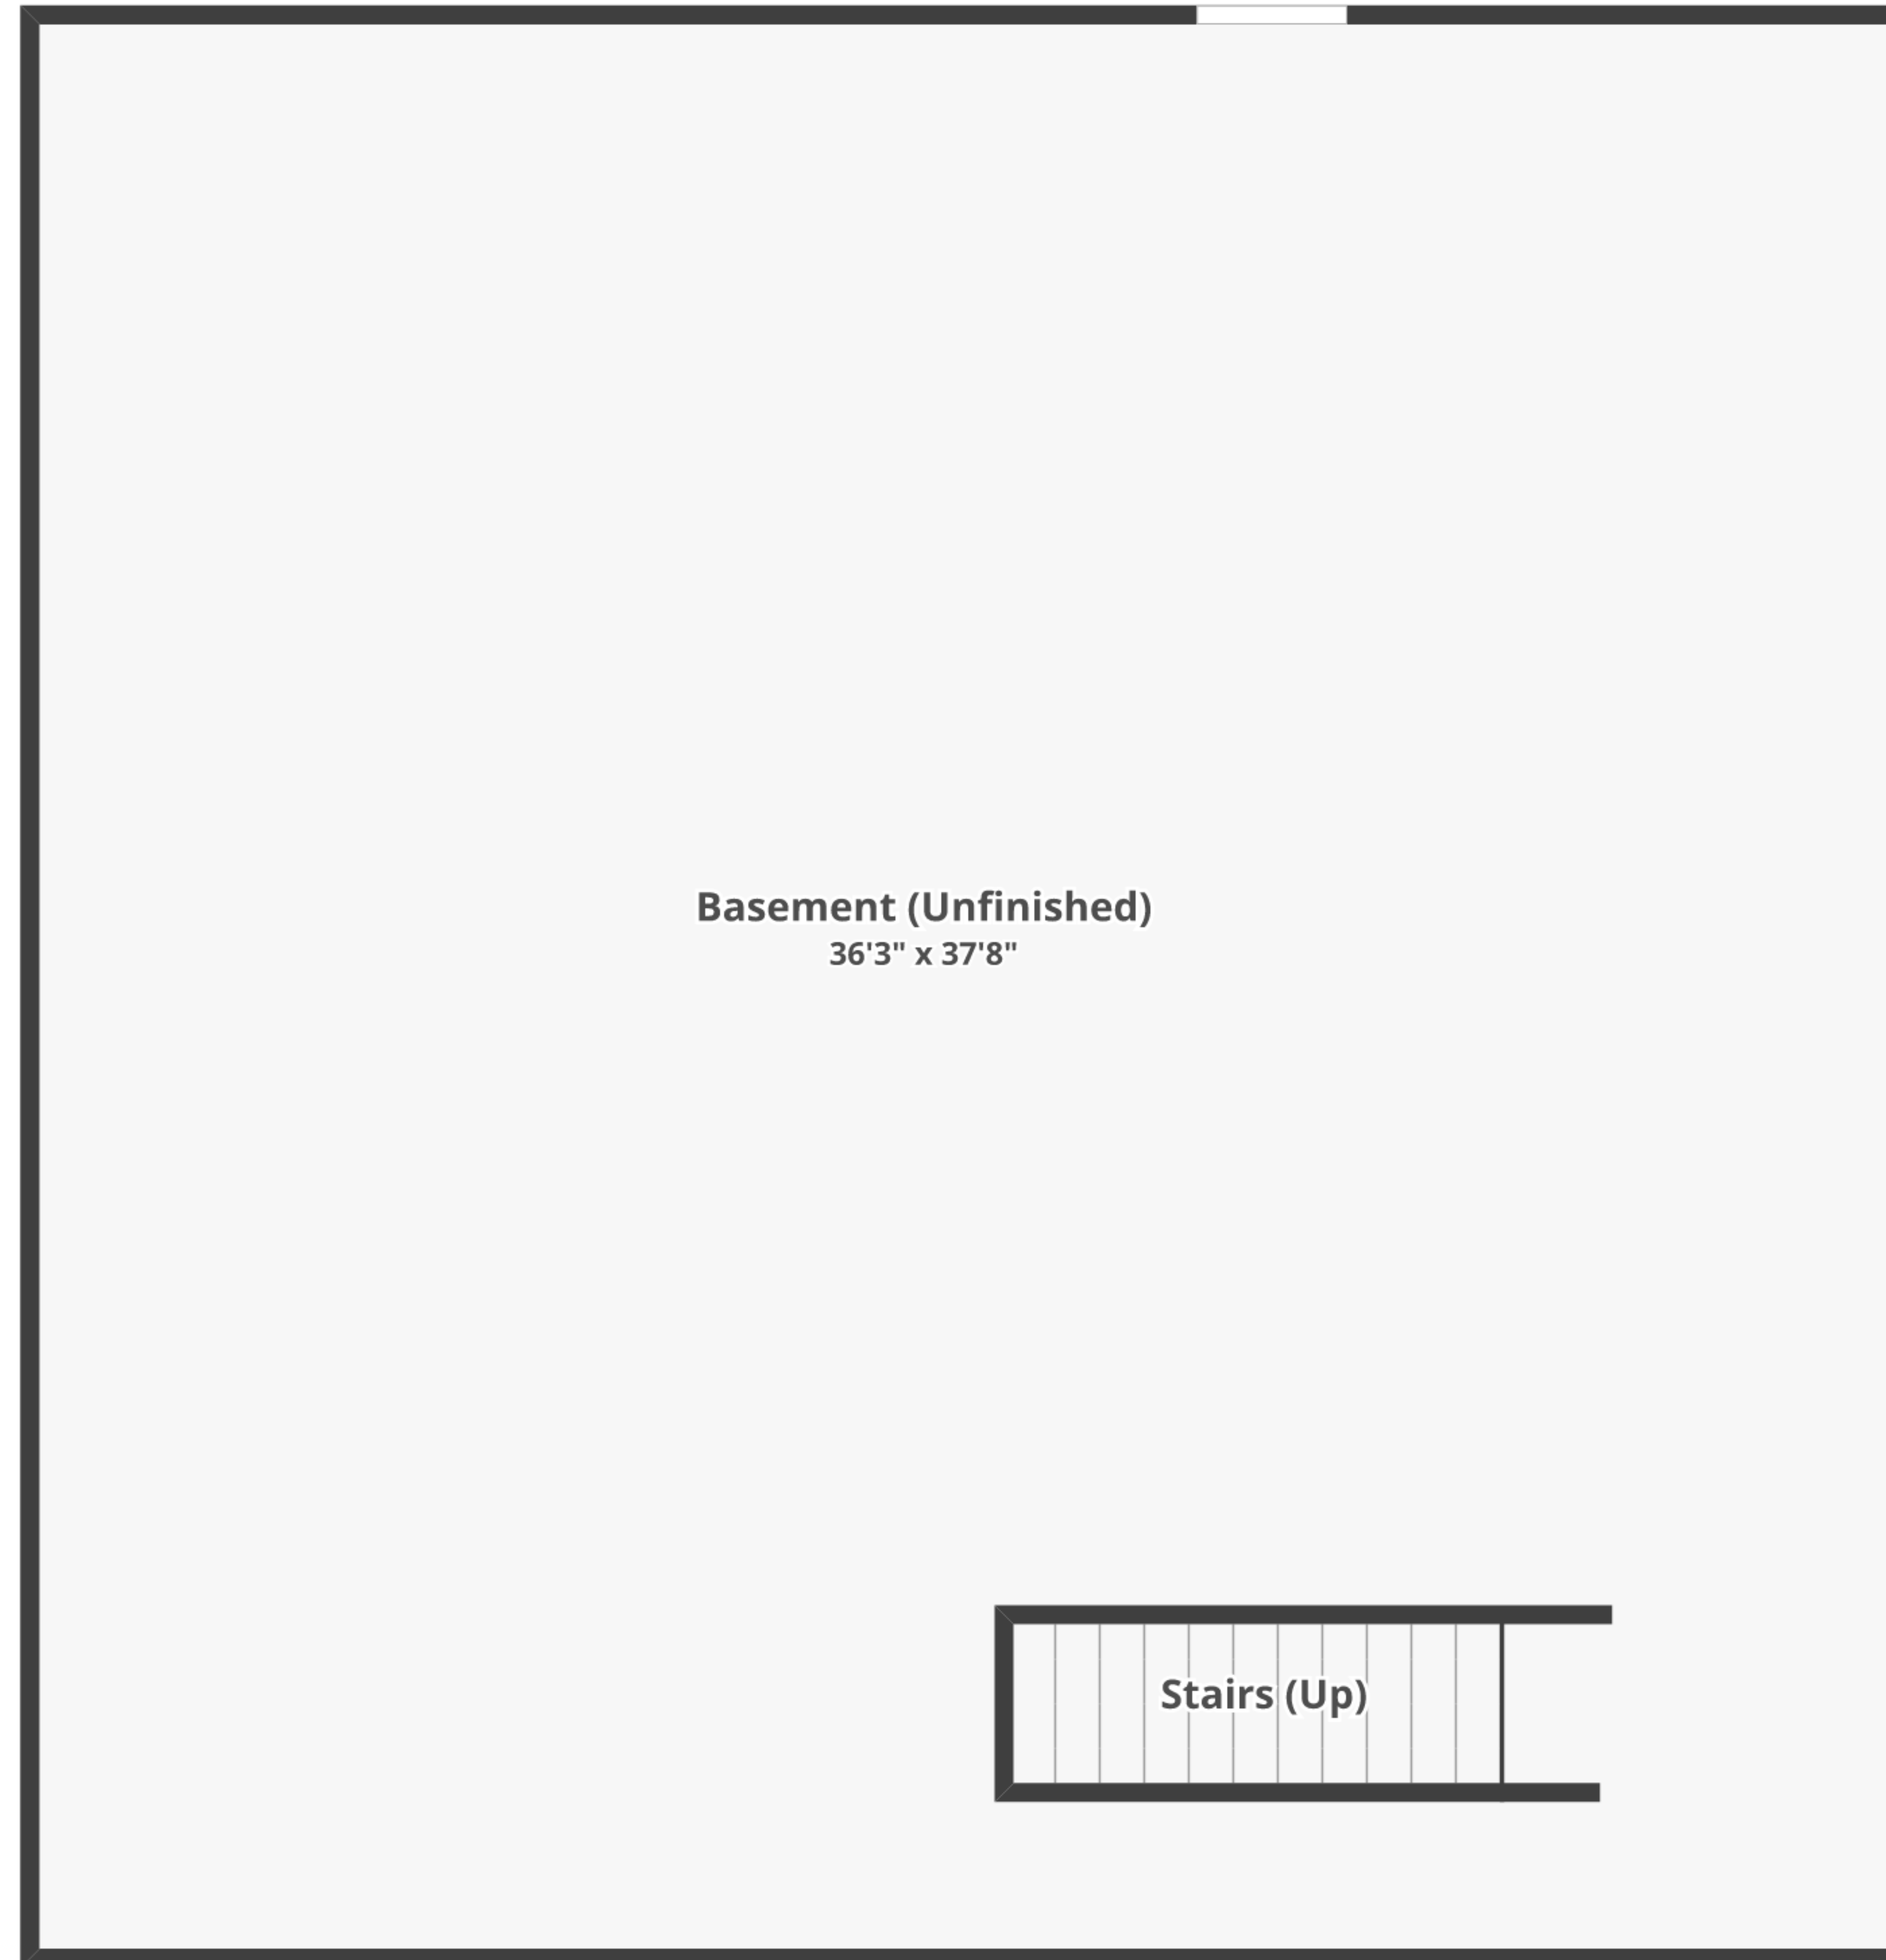 Basement (Unfinished)
36'3" x 37'8"
Stairs (Up)